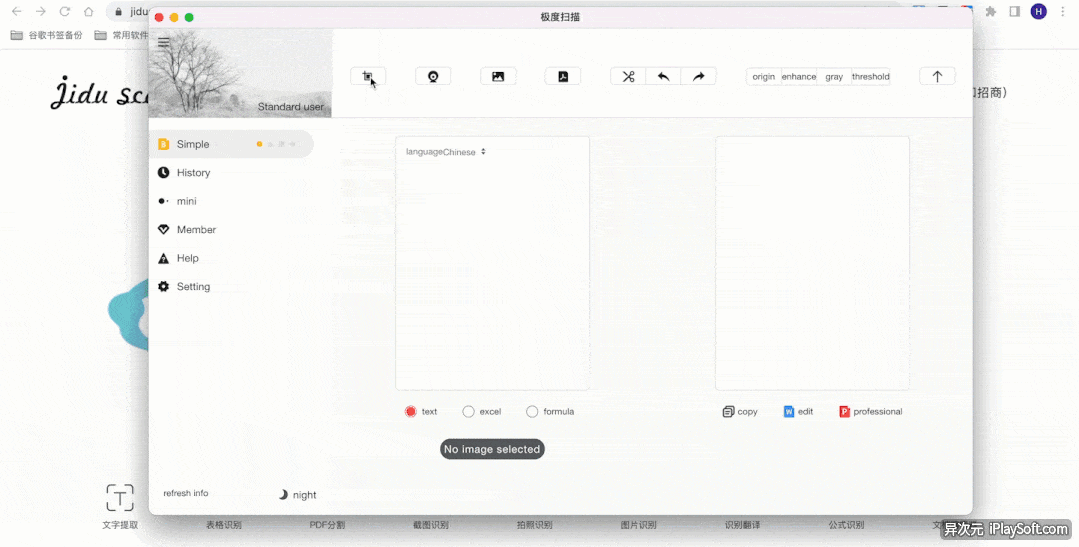 jidu
极度扫描
H
谷歌书签备份
常用软件
Jidu sc
Standard user
origin enhance gray threshold
和招商）
Simple
History
mini
Member
Help
Setting
languageChinese
text excel formula
copy edit professional
No image selected
refresh info
night
文字提取 表格识别 PDF分割 截图识别 拍照识别 图片识别 识别翻译 公式识别 文
异次元 iPlaySoft.com